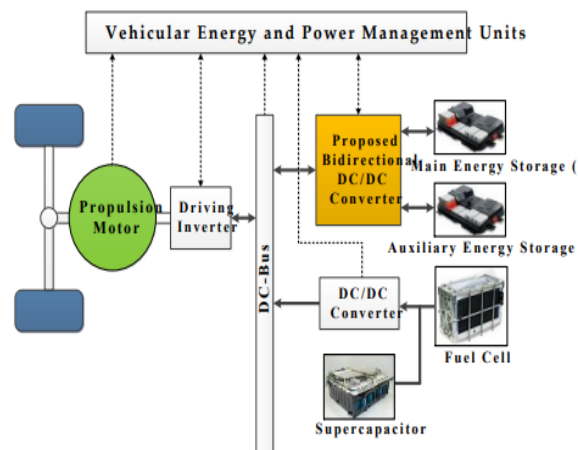 Vehicular Energy and Power Management Units
Proposed
Bidirectional
DC/DC
Converter
Main Energy Storage (
Propulsion
Motor
Driving
Inverter
Auxiliary Energy Storage
DC-Bus
DC/DC
Converter
Fuel Cell
Supercapacitor